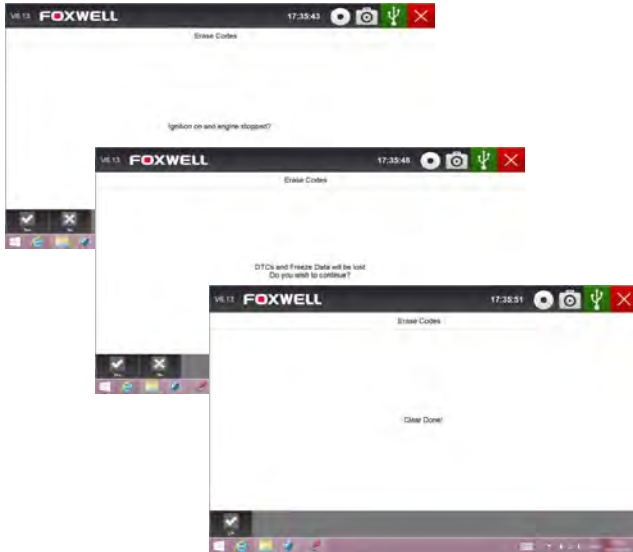 V6.13 FOXWELL 17:35:43
Erase Codes
Ignition on and engine stopped?
V6.13 FOXWELL 17:35:48
Erase Codes
DTCs and Freeze Data will be lost
Do you wish to continue?
V6.13 FOXWELL 17:35:51
Erase Codes
Clear Done!